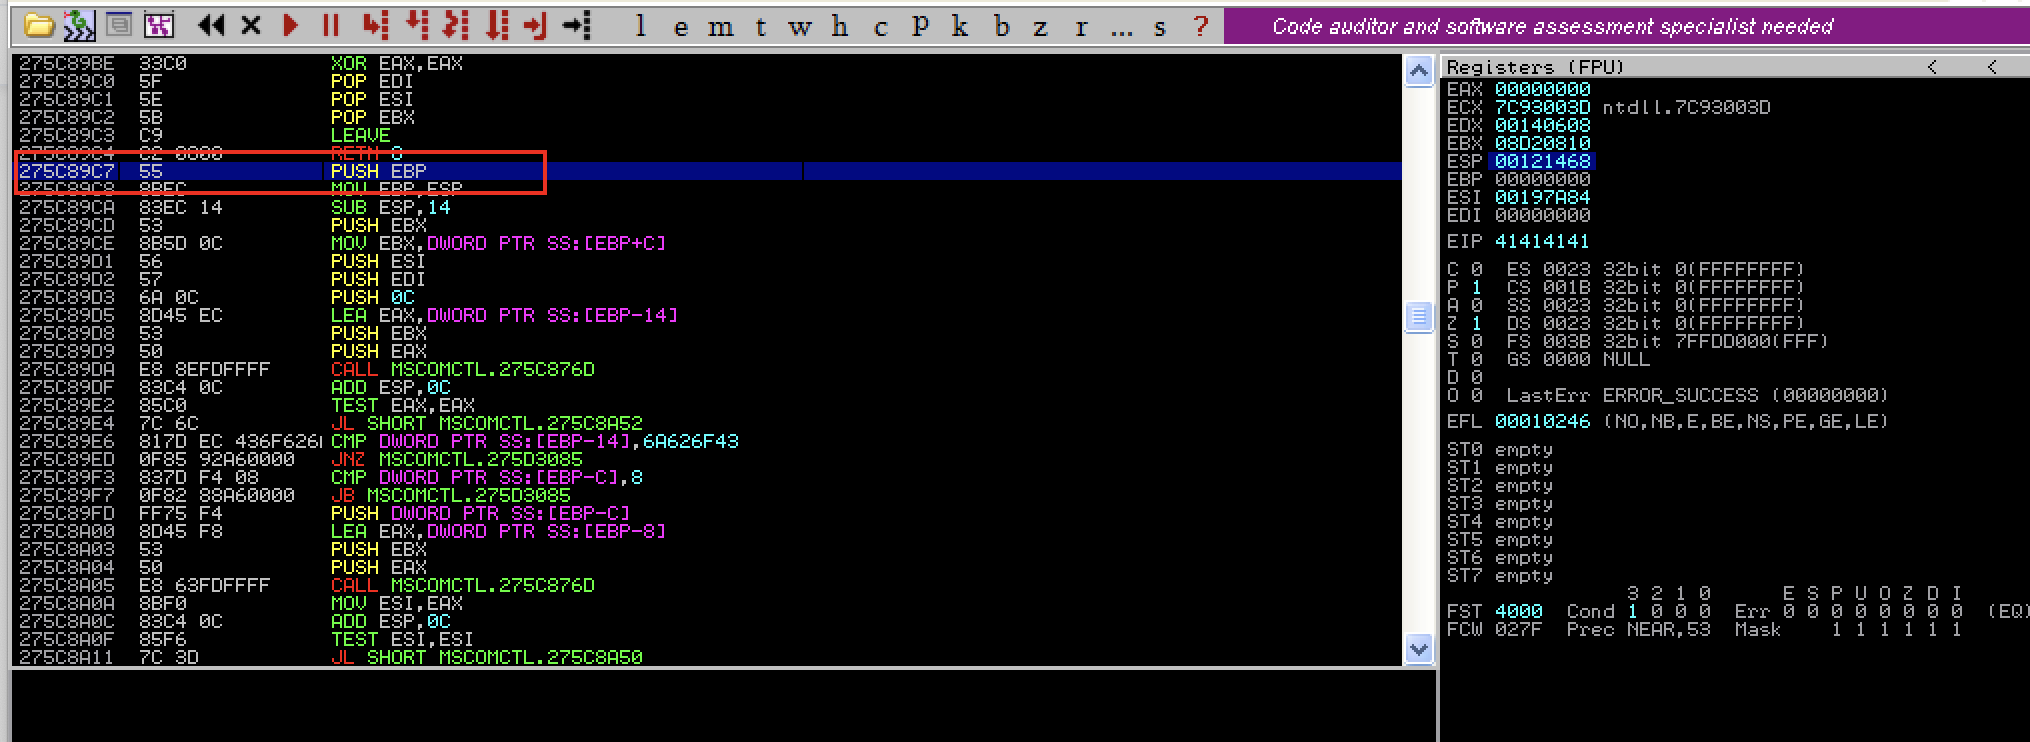 l e m t w h c P k b z r ... s ? Code auditor and software assessment specialist needed
275C89BE 33C0 XOR EAX,EAX
275C89C0 5F POP EDI
275C89C1 5E POP ESI
275C89C2 5B POP EBX
275C89C3 C9 LEAVE
275C89C4 C2 0800 RETN 8
275C89C7 55 PUSH EBP
275C89C8 8BEC MOV EBP,ESP
275C89CA 83EC 14 SUB ESP,14
275C89CD 53 PUSH EBX
275C89CE 8B5D 0C MOV EBX,DWORD PTR SS:[EBP+C]
275C89D1 56 PUSH ESI
275C89D2 57 PUSH EDI
275C89D3 6A 0C PUSH 0C
275C89D5 8D45 EC LEA EAX,DWORD PTR SS:[EBP-14]
275C89D8 53 PUSH EBX
275C89D9 50 PUSH EAX
275C89DA E8 8EFDFFFF CALL MSCOMCTL.275C876D
275C89DF 83C4 0C ADD ESP,0C
275C89E2 85C0 TEST EAX,EAX
275C89E4 7C 6C JL SHORT MSCOMCTL.275C8A52
275C89E6 817D EC 436F626 CMP DWORD PTR SS:[EBP-14],6A626F43
275C89ED 0F85 92A60000 JNZ MSCOMCTL.275D3085
275C89F3 837D F4 08 CMP DWORD PTR SS:[EBP-C],8
275C89F7 0F82 88A60000 JB MSCOMCTL.275D3085
275C89FD FF75 F4 PUSH DWORD PTR SS:[EBP-C]
275C8A00 8D45 F8 LEA EAX,DWORD PTR SS:[EBP-8]
275C8A03 53 PUSH EBX
275C8A04 50 PUSH EAX
275C8A05 E8 63FDFFFF CALL MSCOMCTL.275C876D
275C8A0A 8BF0 MOV ESI,EAX
275C8A0C 83C4 0C ADD ESP,0C
275C8A0F 85F6 TEST ESI,ESI
275C8A11 7C 3D JL SHORT MSCOMCTL.275C8A50
Registers (FPU) < <
EAX 00000000
ECX 7C93003D ntdll.7C93003D
EDX 00140608
EBX 08D20810
ESP 00121468
EBP 00000000
ESI 00197A84
EDI 00000000
EIP 41414141
C 0 ES 0023 32bit 0(FFFFFFFF)
P 1 CS 001B 32bit 0(FFFFFFFF)
A 0 SS 0023 32bit 0(FFFFFFFF)
Z 1 DS 0023 32bit 0(FFFFFFFF)
S 0 FS 003B 32bit 7FFDD000(FFF)
T 0 GS 0000 NULL
D 0
O 0 LastErr ERROR_SUCCESS (00000000)
EFL 00010246 (NO,NB,E,BE,NS,PE,GE,LE)
ST0 empty
ST1 empty
ST2 empty
ST3 empty
ST4 empty
ST5 empty
ST6 empty
ST7 empty
3 2 1 0 E S P U O Z D I
FST 4000 Cond 1 0 0 0 Err 0 0 0 0 0 0 0 0 (EQ)
FCW 027F Prec NEAR,53 Mask 1 1 1 1 1 1